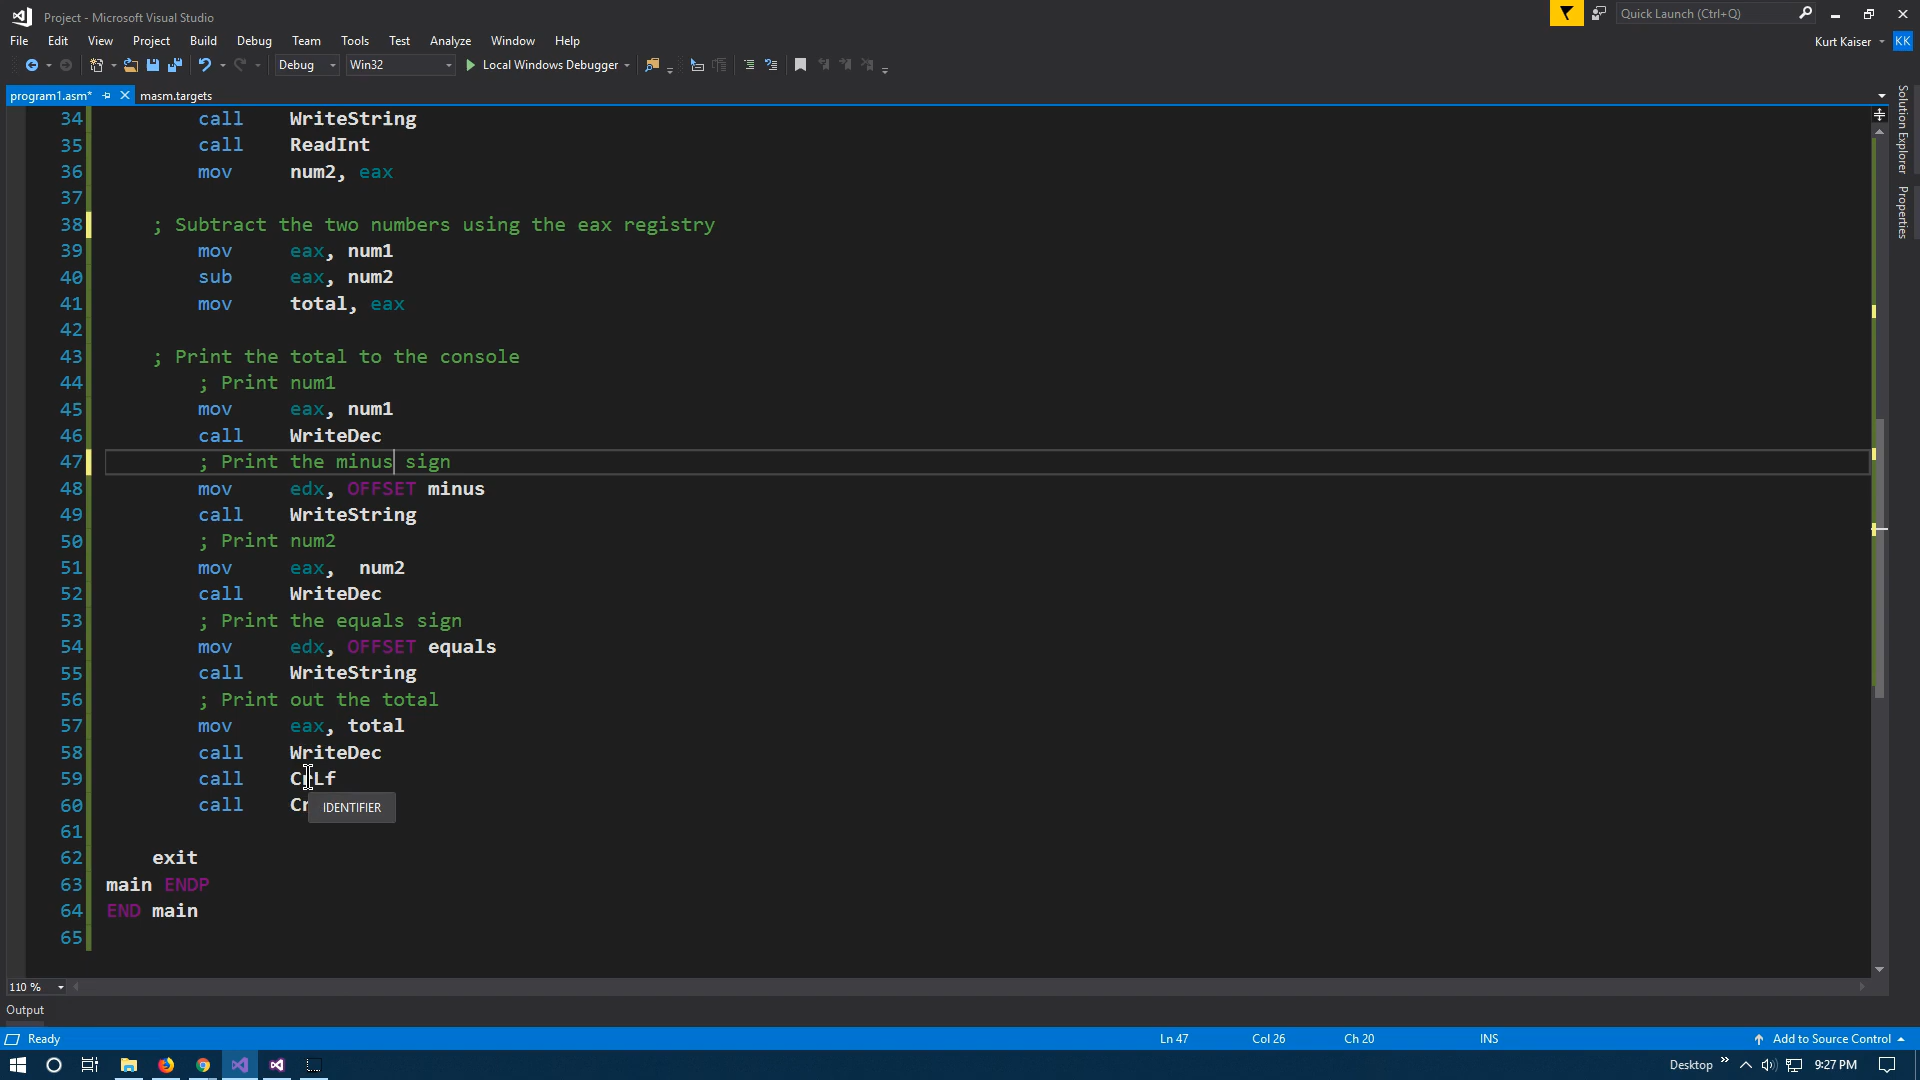 Project - Microsoft Visual Studio
Quick Launch (Ctrl+Q)
File Edit View Project Build Debug Team Tools Test Analyze Window Help
Kurt Kaiser KK
Debug Win32 Local Windows Debugger
program1.asm* masm.targets
Solution Explorer
Properties
34 call WriteString
35 call ReadInt
36 mov num2, eax
37
38 ; Subtract the two numbers using the eax registry
39 mov eax, num1
40 sub eax, num2
41 mov total, eax
42
43 ; Print the total to the console
44 ; Print num1
45 mov eax, num1
46 call WriteDec
47 ; Print the minus sign
48 mov edx, OFFSET minus
49 call WriteString
50 ; Print num2
51 mov eax, num2
52 call WriteDec
53 ; Print the equals sign
54 mov edx, OFFSET equals
55 call WriteString
56 ; Print out the total
57 mov eax, total
58 call WriteDec
59 call CrLf
60 call Cr
IDENTIFIER
61
62 exit
63 main ENDP
64 END main
65
110 %
Output
Ready Ln 47 Col 26 Ch 20 INS Add to Source Control
Desktop 9:27 PM